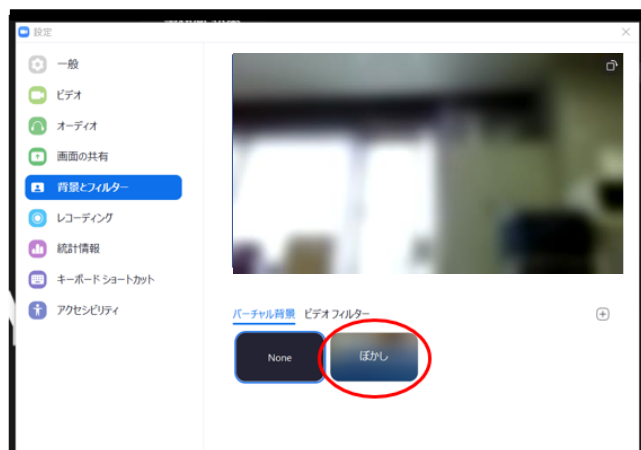 設定
一般
ビデオ
オーディオ
画面の共有
背景とフィルター
レコーディング
統計情報
キーボード ショートカット
アクセシビリティ
バーチャル背景 ビデオ フィルター
None ぼかし